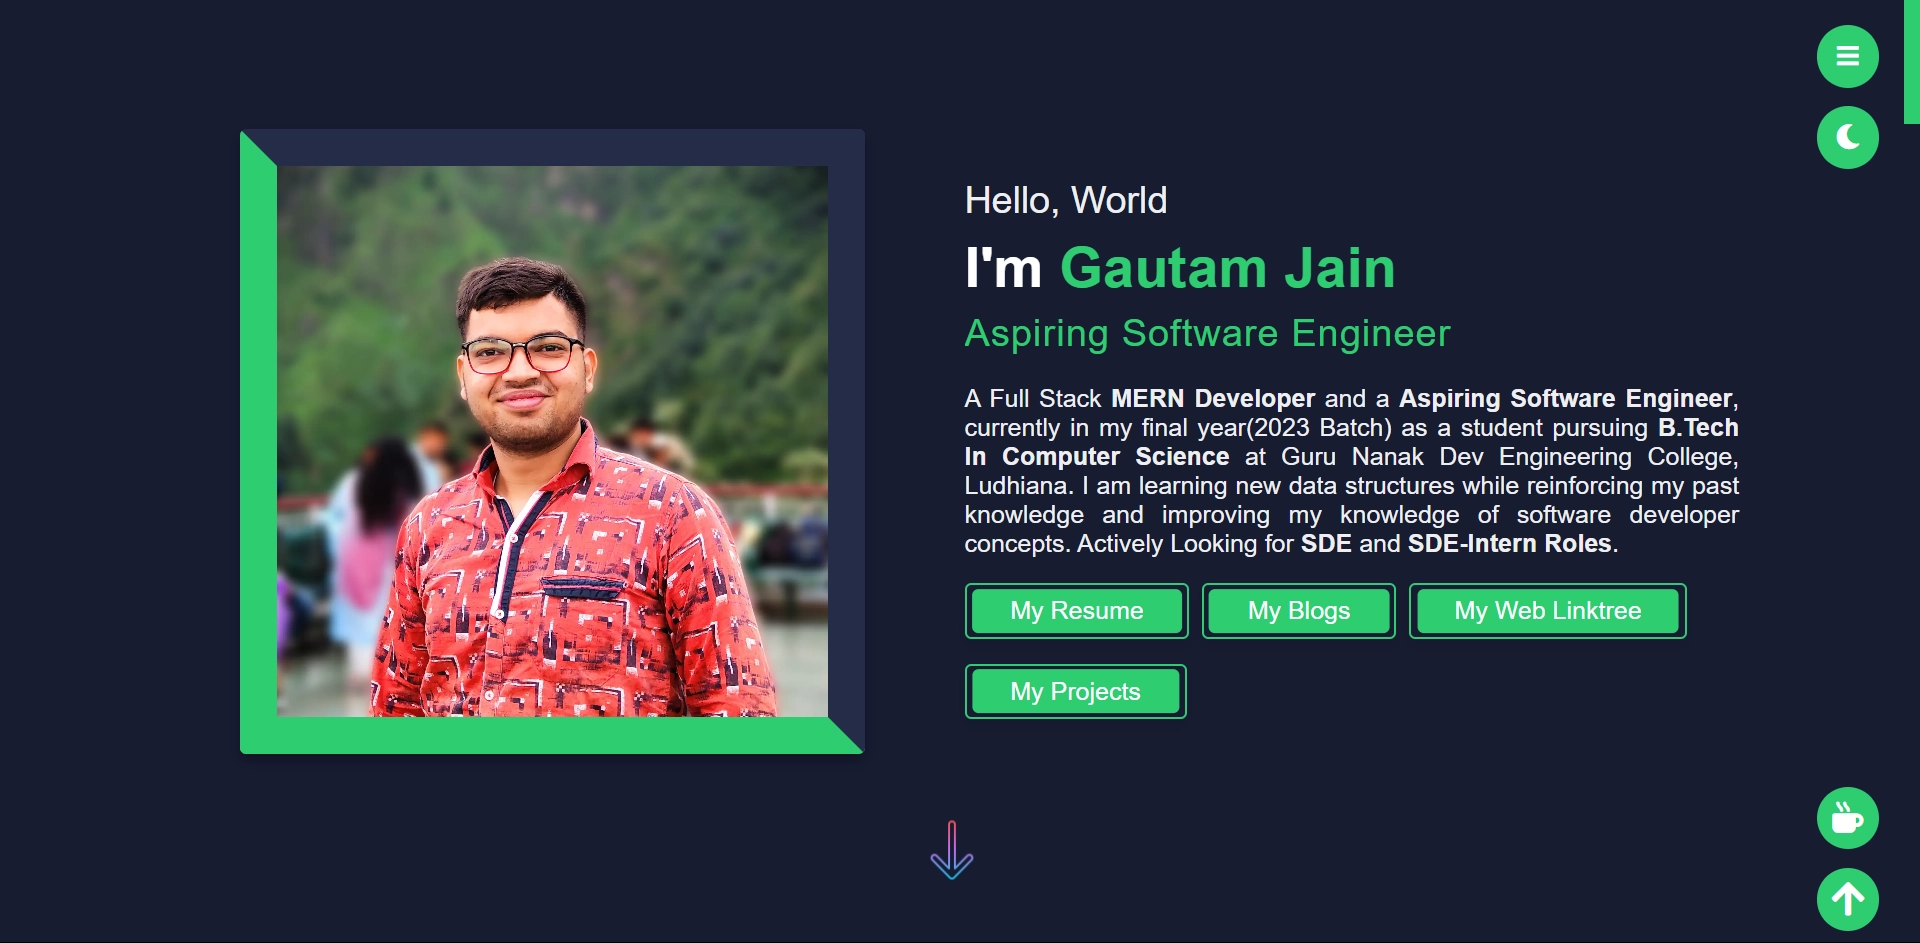 Hello, World
I'm Gautam Jain
Aspiring Software Engineer
A Full Stack MERN Developer and a Aspiring Software Engineer,
currently in my final year(2023 Batch) as a student pursuing B.Tech
In Computer Science at Guru Nanak Dev Engineering College,
Ludhiana. I am learning new data structures while reinforcing my past
knowledge and improving my knowledge of software developer
concepts. Actively Looking for SDE and SDE-Intern Roles.
My Resume
My Blogs
My Web Linktree
My Projects